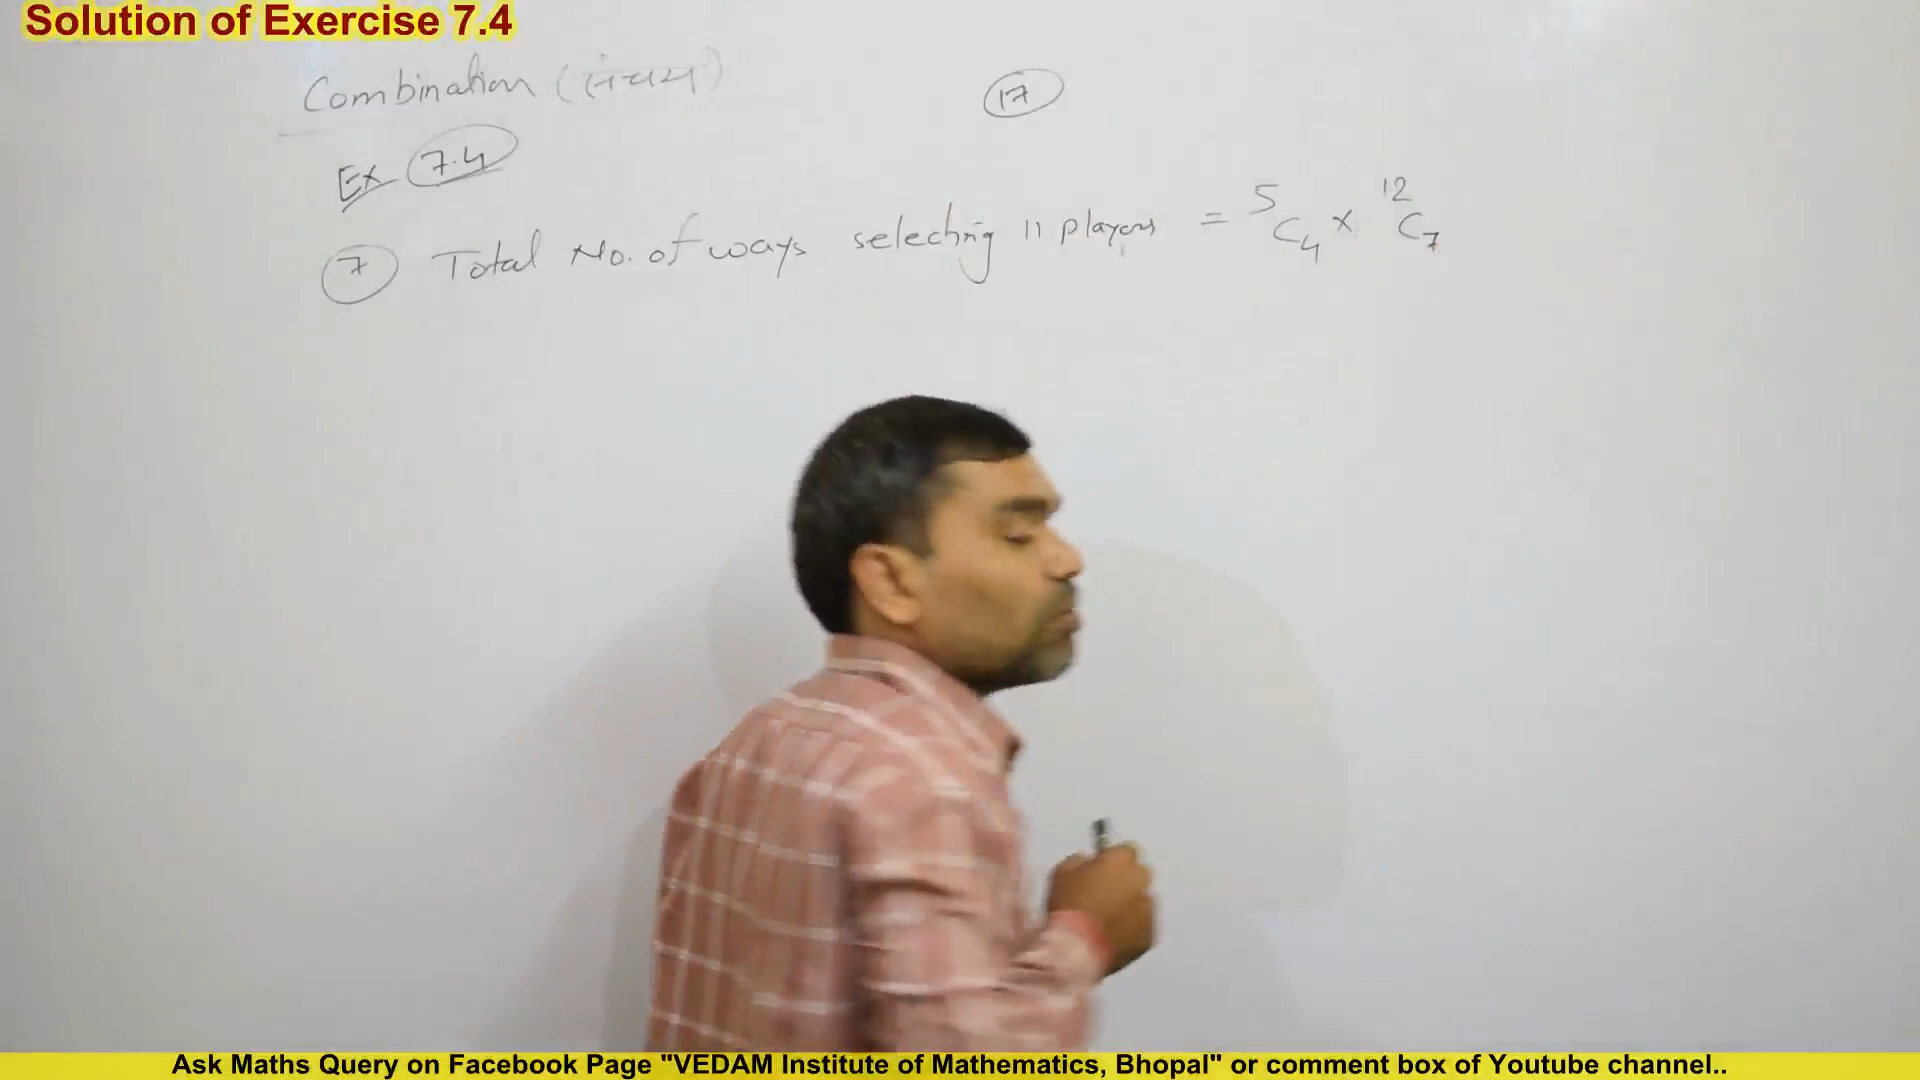 Solution of Exercise 7.4
Combination (संचय)
17
Ex 7.4
7 Total No. of ways selecting 11 players = ⁵C₄ × ¹²C₇
Ask Maths Query on Facebook Page "VEDAM Institute of Mathematics, Bhopal" or comment box of Youtube channel..